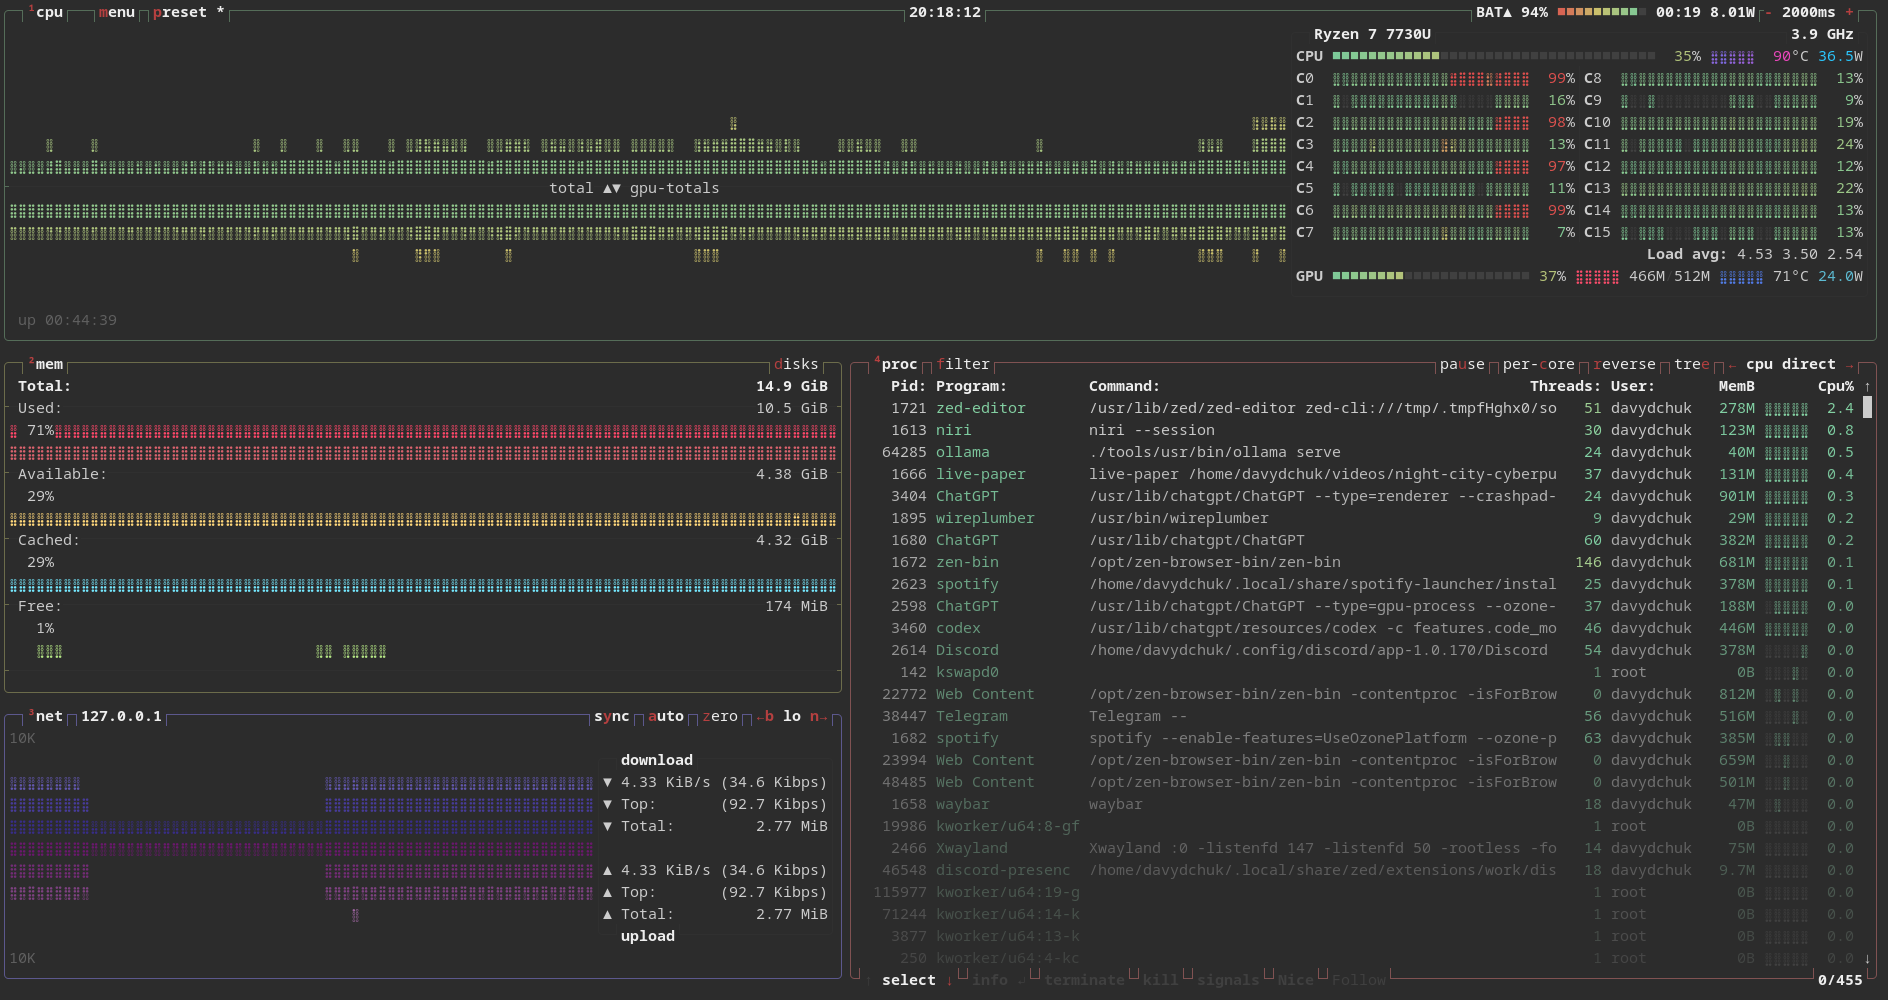 ¹cpu menu preset * 20:18:12 BAT▲ 94% 00:19 8.01W - 2000ms +
Ryzen 7 7730U 3.9 GHz
CPU 35% 90°C 36.5W
C0 99% C8 13%
C1 16% C9 9%
C2 98% C10 19%
C3 13% C11 24%
C4 97% C12 12%
total ▲▼ gpu-totals C5 11% C13 22%
C6 99% C14 13%
C7 7% C15 13%
Load avg: 4.53 3.50 2.54
GPU 37% 466M/512M 71°C 24.0W
up 00:44:39
²mem disks
Total: 14.9 GiB
Used: 10.5 GiB
71%
Available: 4.38 GiB
29%
Cached: 4.32 GiB
29%
Free: 174 MiB
1%
³net 127.0.0.1 sync auto zero ←b lo n→
10K
download
▼ 4.33 KiB/s (34.6 Kibps)
▼ Top: (92.7 Kibps)
▼ Total: 2.77 MiB
▲ 4.33 KiB/s (34.6 Kibps)
▲ Top: (92.7 Kibps)
▲ Total: 2.77 MiB
upload
10K
⁴proc filter pause per-core reverse tree ← cpu direct →
Pid: Program: Command: Threads: User: MemB Cpu% ↑
1721 zed-editor /usr/lib/zed/zed-editor zed-cli:///tmp/.tmpfHghx0/so 51 davydchuk 278M 2.4
1613 niri niri --session 30 davydchuk 123M 0.8
64285 ollama ./tools/usr/bin/ollama serve 24 davydchuk 40M 0.5
1666 live-paper live-paper /home/davydchuk/videos/night-city-cyberpu 37 davydchuk 131M 0.4
3404 ChatGPT /usr/lib/chatgpt/ChatGPT --type=renderer --crashpad- 24 davydchuk 901M 0.3
1895 wireplumber /usr/bin/wireplumber 9 davydchuk 29M 0.2
1680 ChatGPT /usr/lib/chatgpt/ChatGPT 60 davydchuk 382M 0.2
1672 zen-bin /opt/zen-browser-bin/zen-bin 146 davydchuk 681M 0.1
2623 spotify /home/davydchuk/.local/share/spotify-launcher/instal 25 davydchuk 378M 0.1
2598 ChatGPT /usr/lib/chatgpt/ChatGPT --type=gpu-process --ozone- 37 davydchuk 188M 0.0
3460 codex /usr/lib/chatgpt/resources/codex -c features.code_mo 46 davydchuk 446M 0.0
2614 Discord /home/davydchuk/.config/discord/app-1.0.170/Discord 54 davydchuk 378M 0.0
142 kswapd0 1 root 0B 0.0
22772 Web Content /opt/zen-browser-bin/zen-bin -contentproc -isForBrow 0 davydchuk 812M 0.0
38447 Telegram Telegram -- 56 davydchuk 516M 0.0
1682 spotify spotify --enable-features=UseOzonePlatform --ozone-p 63 davydchuk 385M 0.0
23994 Web Content /opt/zen-browser-bin/zen-bin -contentproc -isForBrow 0 davydchuk 659M 0.0
48485 Web Content /opt/zen-browser-bin/zen-bin -contentproc -isForBrow 0 davydchuk 501M 0.0
1658 waybar waybar 18 davydchuk 47M 0.0
19986 kworker/u64:8-gf 1 root 0B 0.0
2466 Xwayland Xwayland :0 -listenfd 147 -listenfd 50 -rootless -fo 14 davydchuk 75M 0.0
46548 discord-presenc /home/davydchuk/.local/share/zed/extensions/work/dis 18 davydchuk 9.7M 0.0
115977 kworker/u64:19-g 1 root 0B 0.0
71244 kworker/u64:14-k 1 root 0B 0.0
3877 kworker/u64:13-k 1 root 0B 0.0
250 kworker/u64:4-kc 1 root 0B 0.0 ↓
↑ select ↓ info ↲ terminate kill signals Nice Follow 0/455